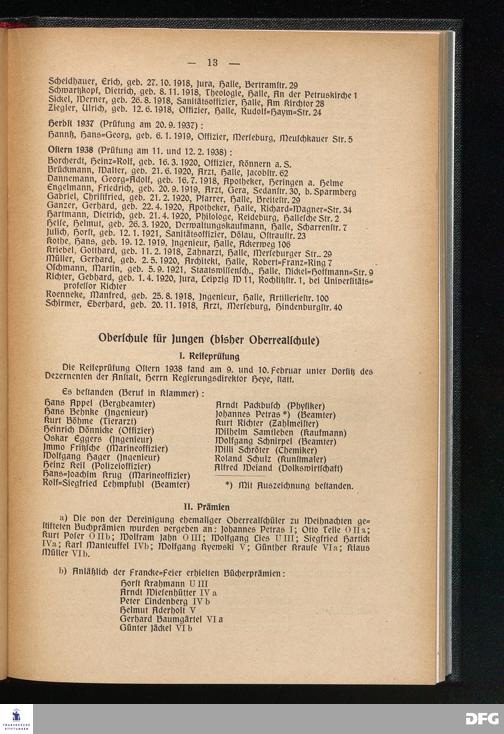 — 13 —
Scheidhauer, Erich, geb. 27. 10. 1918, Jura, Halle, Bertramstr. 29
Schwartzkopf, Dietrich, geb. 8. 11. 1918, Theologie, Halle, An der Petruskirche 1
Sickel, Werner, geb. 26. 8. 1918, Sanitätsoffizier, Halle, Am Kirchtor 28
Ziegler, Ulrich, geb. 12. 6. 1918, Offizier, Halle, Rudolf=Haym=Str. 24
Herbst 1937 (Prüfung am 20. 9. 1937) :
Hannß, Hans=Georg, geb. 6. 1. 1919, Offizier, Merseburg, Meuschkauer Str. 5
Ostern 1938 (Prüfung am 11. und 12. 2. 1938) :
Borcherdt, Heinz=Rolf, geb. 16. 3. 1920, Offizier, Könnern a. S.
Brückmann, Walter, geb. 21. 6. 1920, Arzt, Halle, Jacobstr. 62
Dannemann, Georg=Adolf, geb. 16. 7. 1918, Apotheker, Heringen a. Helme
Engelmann, Friedrich, geb. 20. 9. 1919, Arzt, Gera, Sedanstr. 30, b. Sparmberg
Gabriel, Christfried, geb. 21. 2. 1920, Pfarrer, Halle, Breitestr. 29
Ganzer, Gerhard, geb. 22. 4. 1920, Apotheker, Halle, Richard=Wagner=Str. 34
Hartmann, Dietrich, geb. 21. 4. 1920, Philologe, Reideburg, Hallesche Str. 2
Helse, Helmut, geb. 26. 3. 1920, Verwaltungskaufmann, Halle, Scharrenstr. 7
Julich, Horst, geb. 12. 1. 1921, Sanitätsoffizier, Dölau, Oststraße 23
Kothe, Hans, geb. 19. 12. 1919, Ingenieur, Halle, Ackerweg 106
Kriebel, Gotthard, geb. 11. 2. 1918, Zahnarzt, Halle, Merseburger Str. 29
Müller, Gerhard, geb. 2. 5. 1920, Architekt, Halle, Robert=Franz=Ring 7
Oschmann, Martin, geb. 5. 9. 1921, Staatswissensch., Halle, Nickel=Hoffmann=Str. 9
Richter, Gebhard, geb. 1. 4. 1920, Jura, Leipzig W 11, Rochlitzstr. 1, bei Universitäts=
professor Richter
Roenneke, Manfred, geb. 25. 8. 1918, Ingenieur, Halle, Artilleriestr. 100
Schirmer, Eberhard, geb. 20. 11. 1918, Arzt, Merseburg, Hindenburgstr. 40
Oberschule für Jungen (bisher Oberrealschule)
I. Reifeprüfung
Die Reifeprüfung Ostern 1938 fand am 9. und 10. Februar unter Vorsitz des
Dezernenten der Anstalt, Herrn Regierungsdirektor Heye, statt.
Es bestanden (Beruf in Klammer) :
Hans Appel (Bergbeamter)
Hans Behnke (Ingenieur)
Kurt Böhme (Tierarzt)
Heinrich Dönnicke (Offizier)
Oskar Eggers (Ingenieur)
Immo Fritzsche (Marineoffizier)
Wolfgang Hager (Ingenieur)
Heinz Keil (Polizeioffizier)
Hans=Joachim Krug (Marineoffizier)
Rolf=Siegfried Lehmpfuhl (Beamter)
Arndt Packbusch (Physiker)
Johannes Petras *) (Beamter)
Kurt Richter (Zahlmeister)
Wilhelm Samtleben (Kaufmann)
Wolfgang Schnirpel (Beamter)
Willi Schröter (Chemiker)
Roland Schulz (Kunstmaler)
Alfred Weiand (Volkswirtschaft)
*) Mit Auszeichnung bestanden.
II. Prämien
a) Die von der Vereinigung ehemaliger Oberrealschüler zu Weihnachten ge=
stifteten Buchprämien wurden vergeben an: Johannes Petras I; Otto Telle O II a;
Kurt Poser O II b; Wolfram Jahn O III; Wolfgang Lies U III; Siegfried Hartick
IV a; Karl Manteuffel IV b; Wolfgang Ryewski V; Günther Krause VI a; Klaus
Müller VI b.
b) Anläßlich der Francke=Feier erhielten Bücherprämien :
Horst Krahmann U III
Arndt Wiesenhütter IV a
Peter Lindenberg IV b
Helmut Aderholt V
Gerhard Baumgärtel VI a
Günter Jäckel VI b
FRANCKESCHE
STIFTUNGEN
DFG